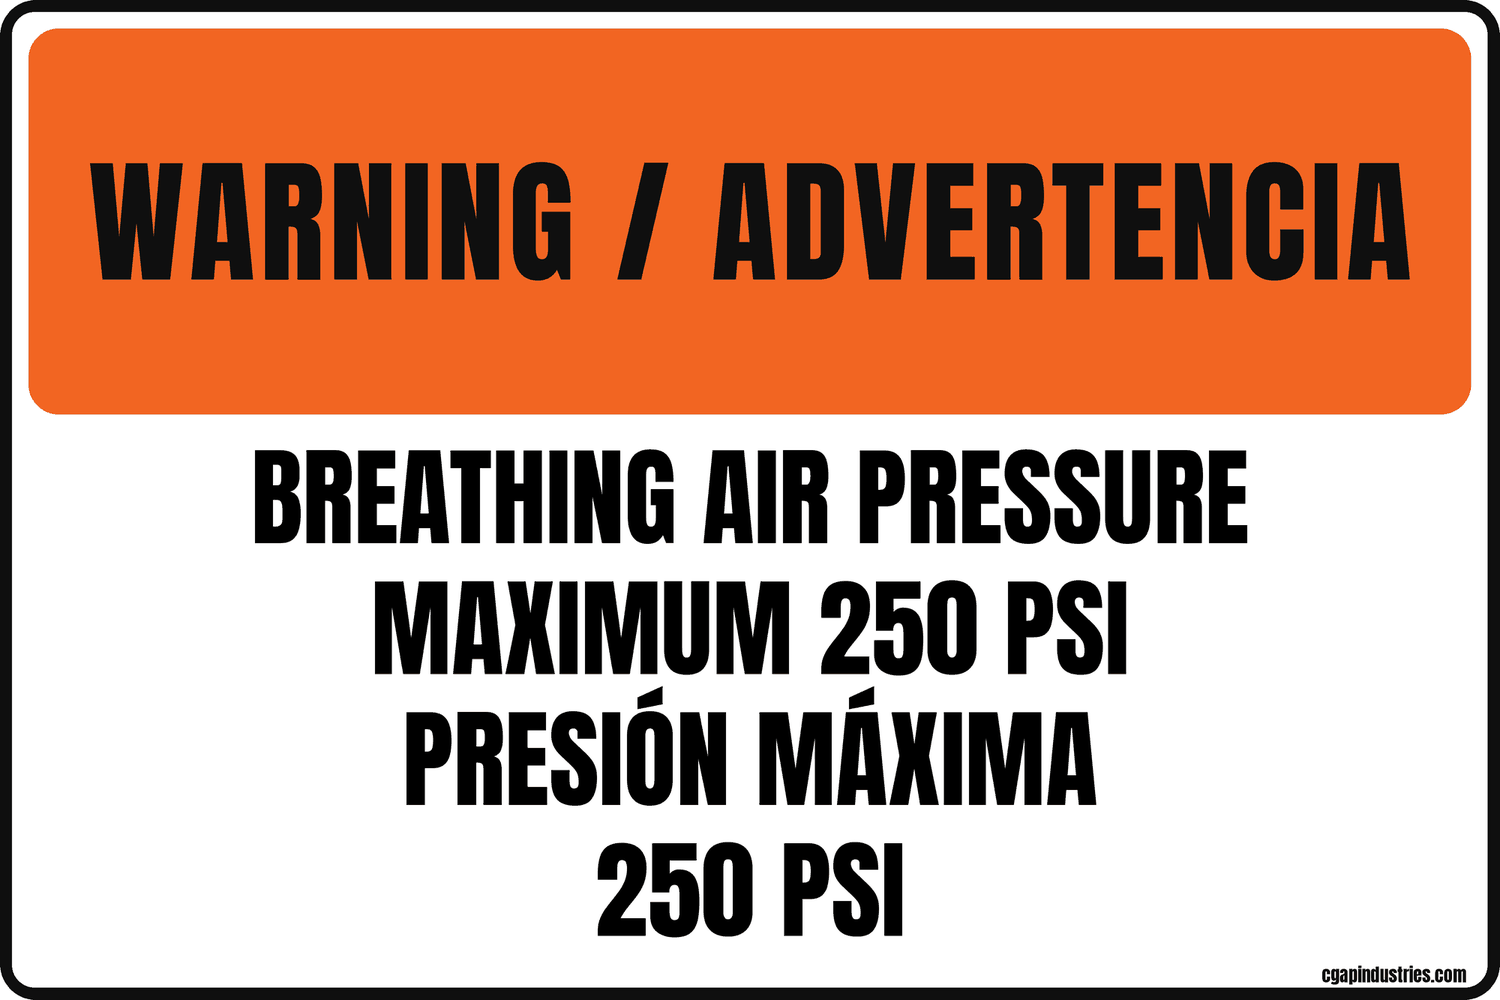 WARNING / ADVERTENCIA
BREATHING AIR PRESSURE
MAXIMUM 250 PSI
PRESIÓN MÁXIMA
250 PSI
cgapindustries.com